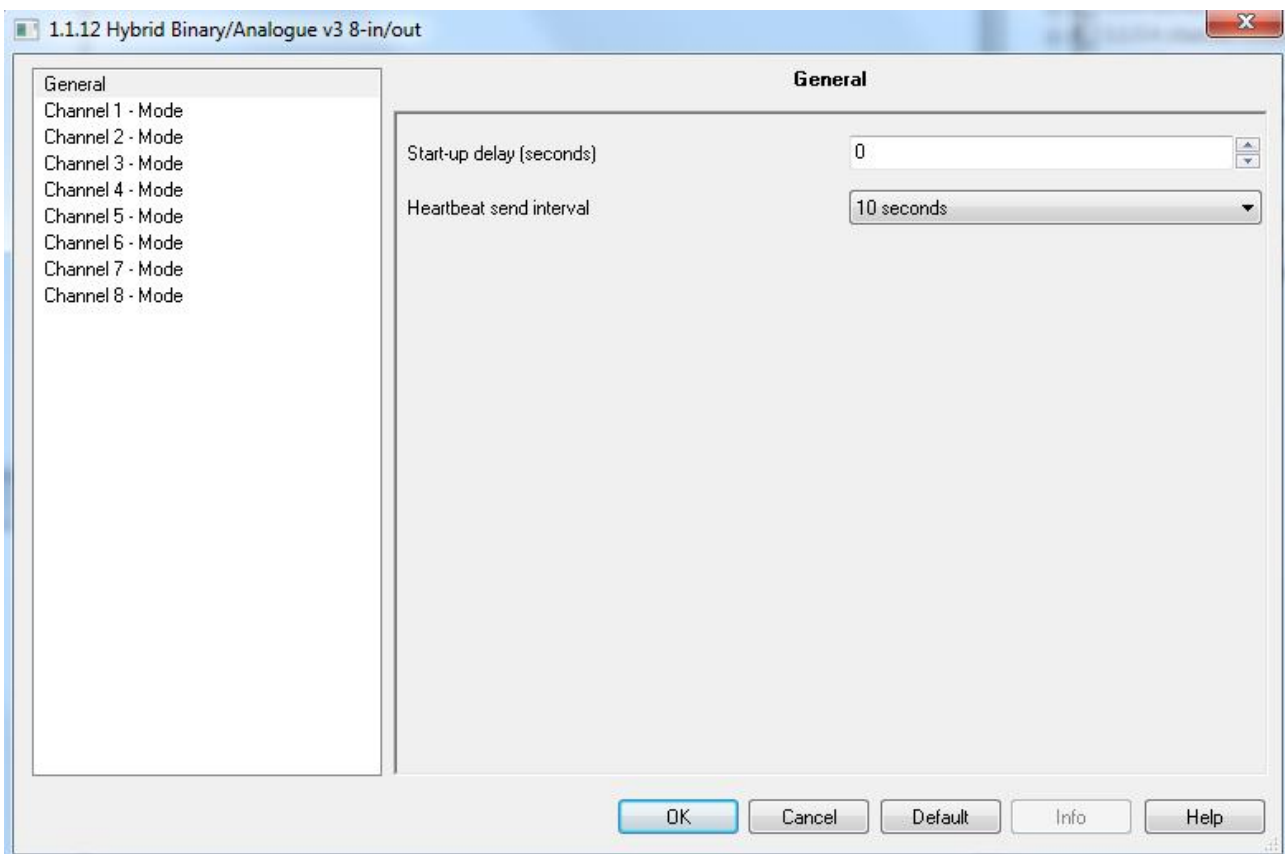 1.1.12 Hybrid Binary/Analogue v3 8-in/out
General
Channel 1 - Mode
Channel 2 - Mode
Channel 3 - Mode
Channel 4 - Mode
Channel 5 - Mode
Channel 6 - Mode
Channel 7 - Mode
Channel 8 - Mode
General
Start-up delay (seconds) 0
Heartbeat send interval 10 seconds
OK Cancel Default Info Help